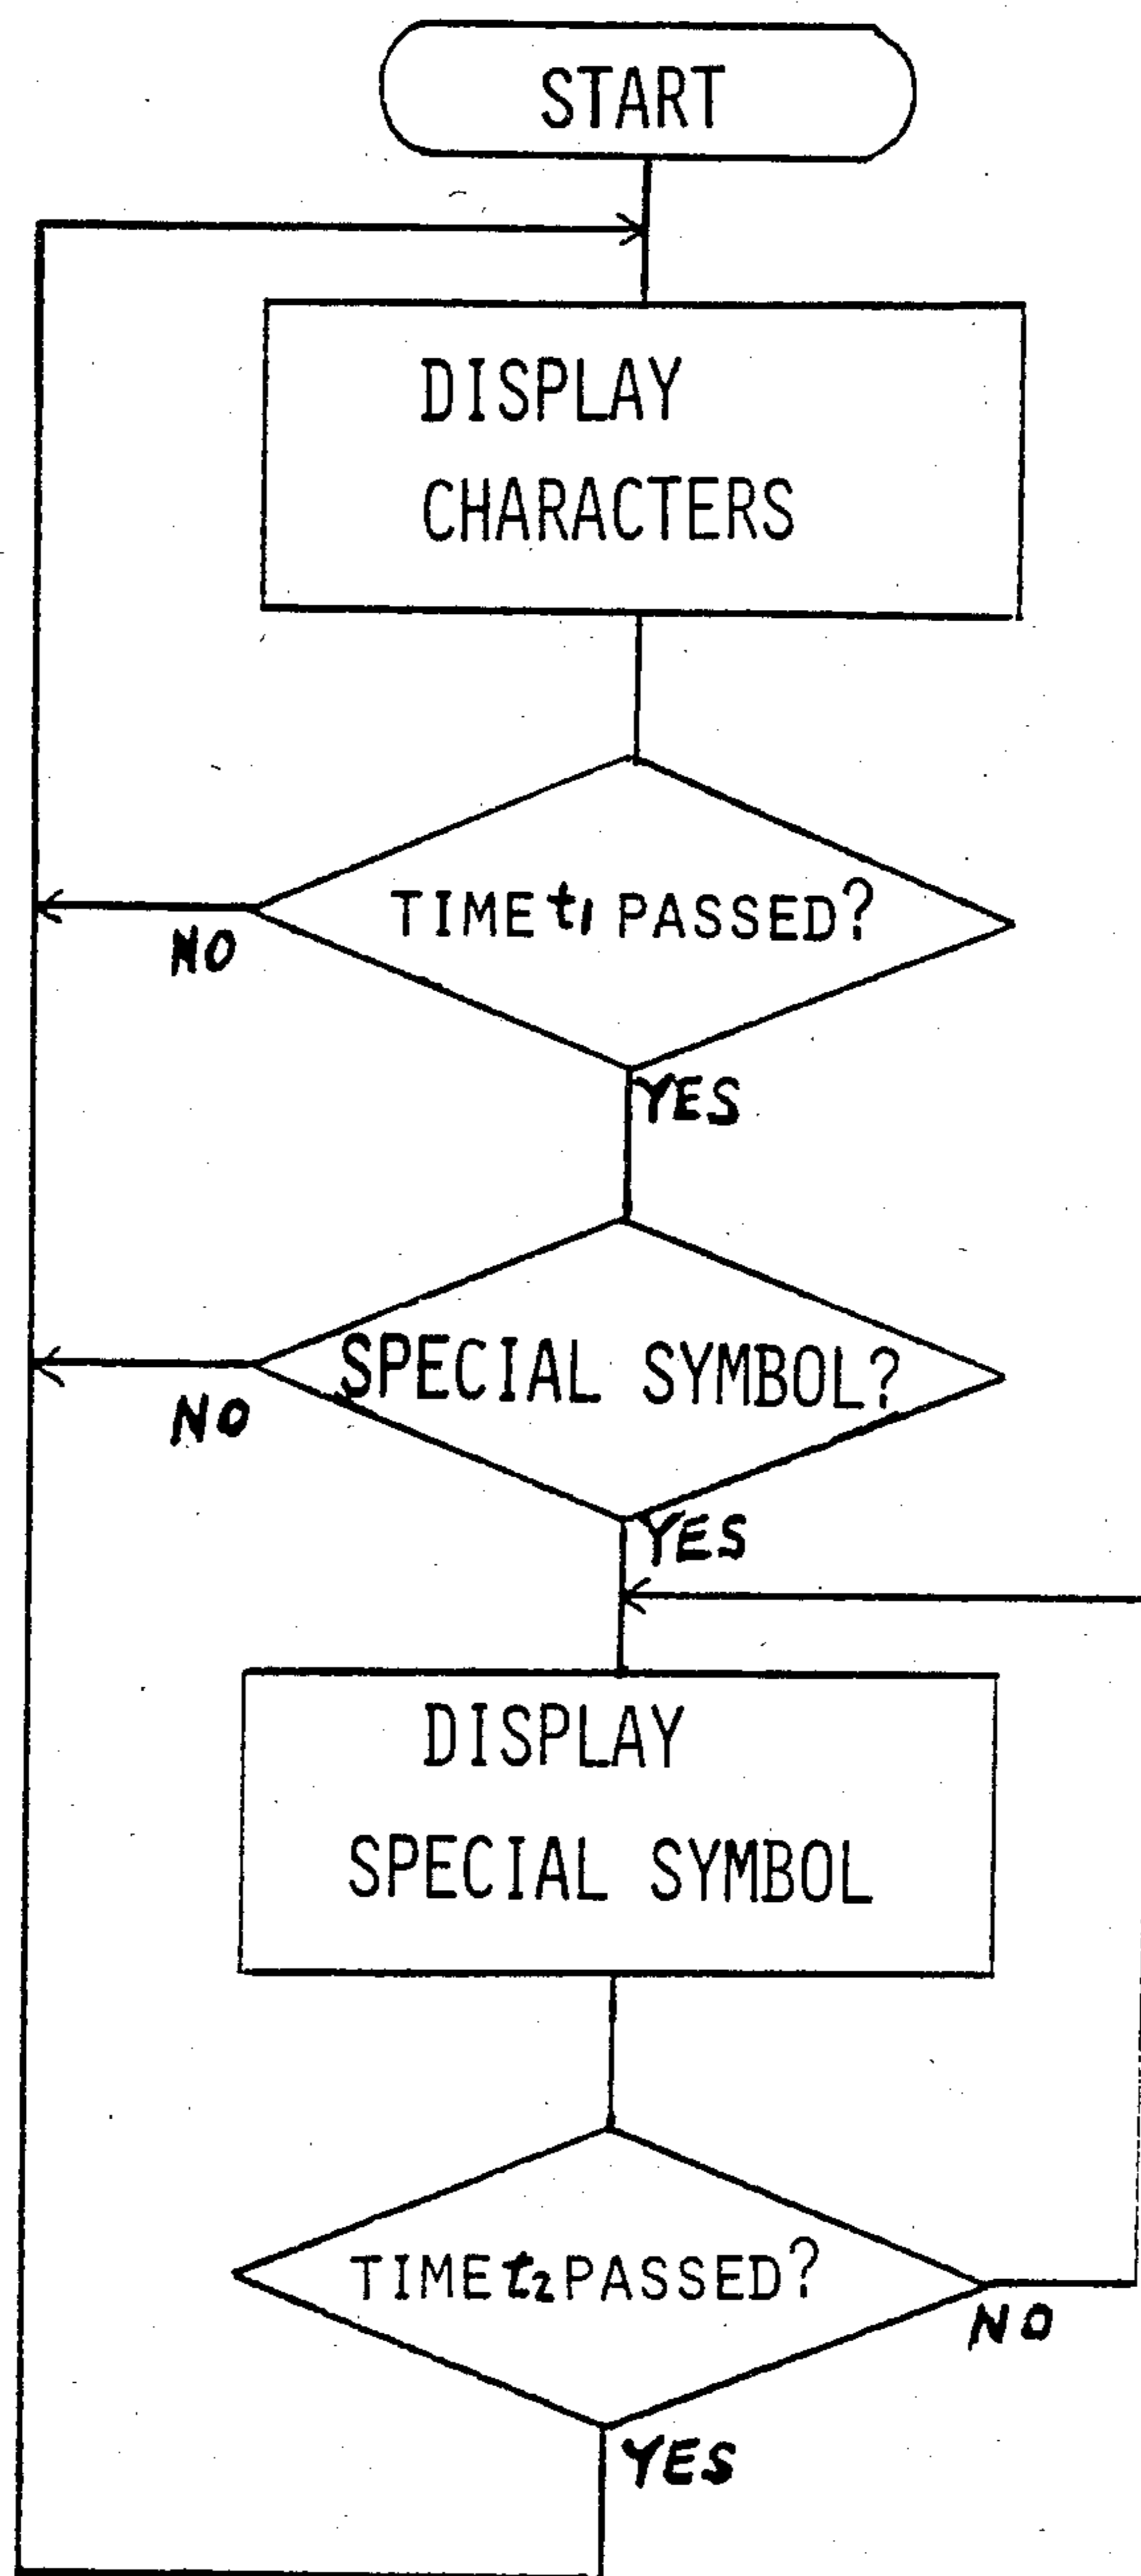 START
DISPLAY
CHARACTERS
TIME t₁ PASSED?
NO
YES
SPECIAL SYMBOL?
NO
YES
DISPLAY
SPECIAL SYMBOL
TIME t₂ PASSED?
NO
YES